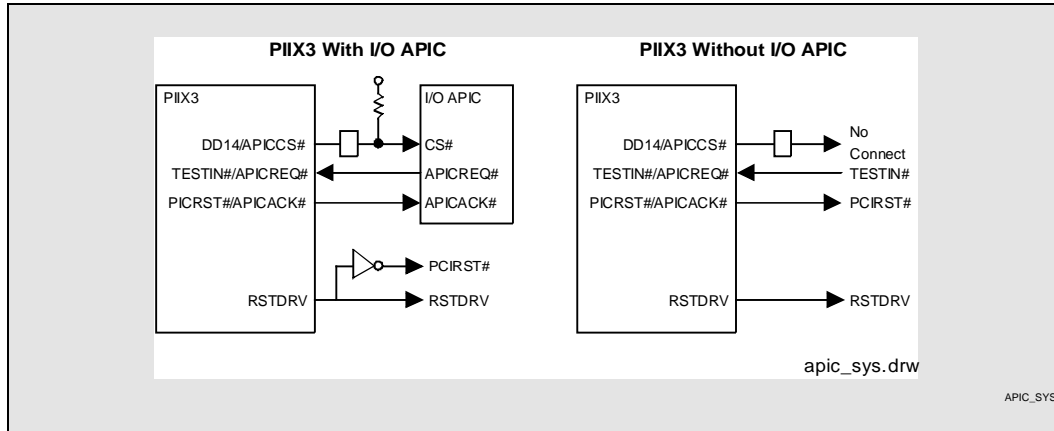 PIIX3 With I/O APIC
PIIX3
DD14/APICCS#
TESTIN#/APICREQ#
PICRST#/APICACK#
RSTDRV
I/O APIC
CS#
APICREQ#
APICACK#
PCIRST#
RSTDRV
PIIX3 Without I/O APIC
PIIX3
DD14/APICCS#
TESTIN#/APICREQ#
PICRST#/APICACK#
RSTDRV
No
Connect
TESTIN#
PCIRST#
RSTDRV
apic_sys.drw
APIC_SYS